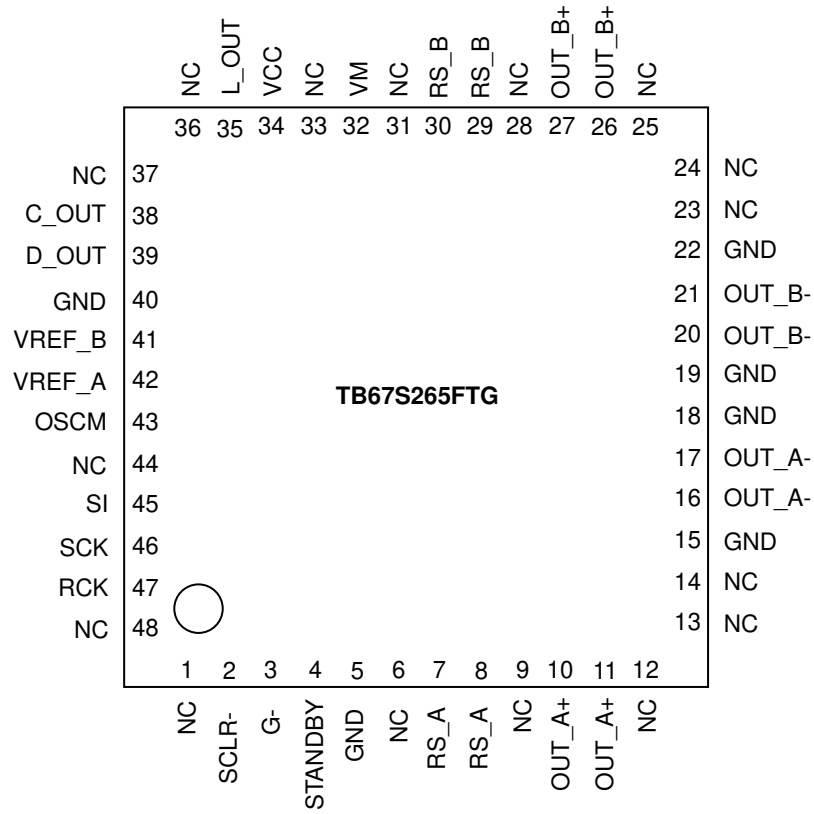 NC
L_OUT
VCC
NC
VM
NC
RS_B
RS_B
NC
OUT_B+
OUT_B+
NC
36 35 34 33 32 31 30 29 28 27 26 25
NC 37
C_OUT 38
D_OUT 39
GND 40
VREF_B 41
VREF_A 42
OSCM 43
NC 44
SI 45
SCK 46
RCK 47
NC 48
TB67S265FTG
24 NC
23 NC
22 GND
21 OUT_B-
20 OUT_B-
19 GND
18 GND
17 OUT_A-
16 OUT_A-
15 GND
14 NC
13 NC
1 2 3 4 5 6 7 8 9 10 11 12
NC
SCLR-
G-
STANDBY
GND
NC
RS_A
RS_A
NC
OUT_A+
OUT_A+
NC